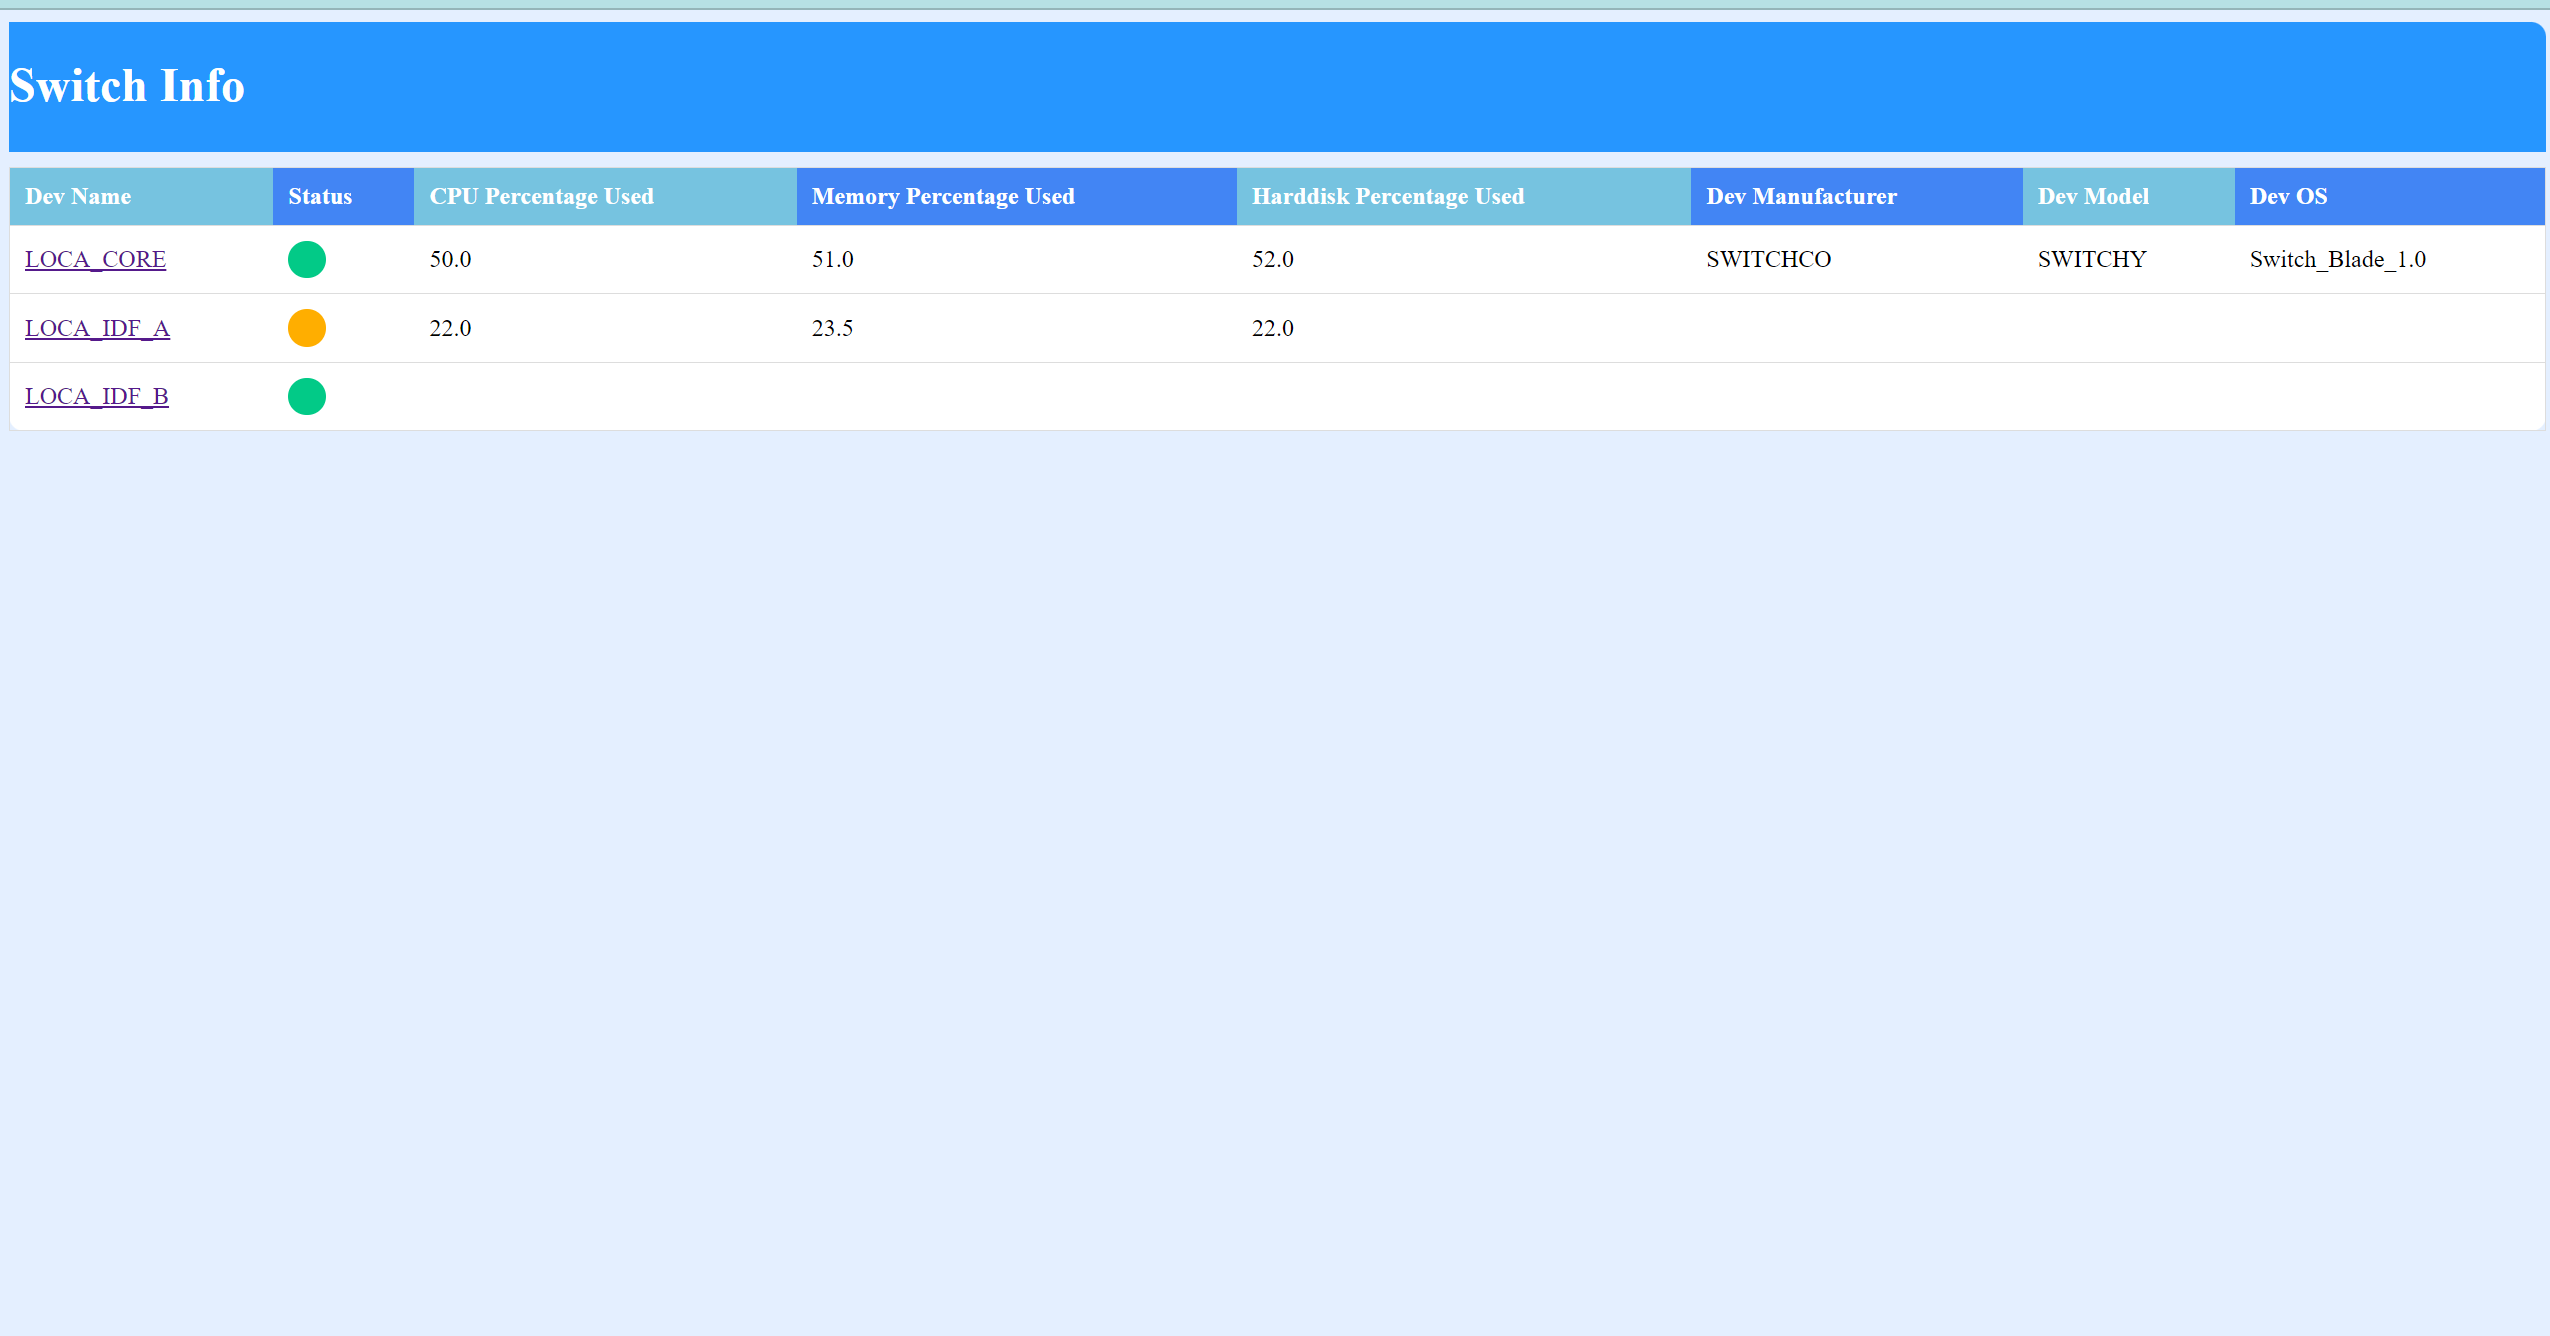 Switch Info
Dev Name Status CPU Percentage Used Memory Percentage Used Harddisk Percentage Used Dev Manufacturer Dev Model Dev OS
LOCA_CORE 50.0 51.0 52.0 SWITCHCO SWITCHY Switch_Blade_1.0
LOCA_IDF_A 22.0 23.5 22.0
LOCA_IDF_B